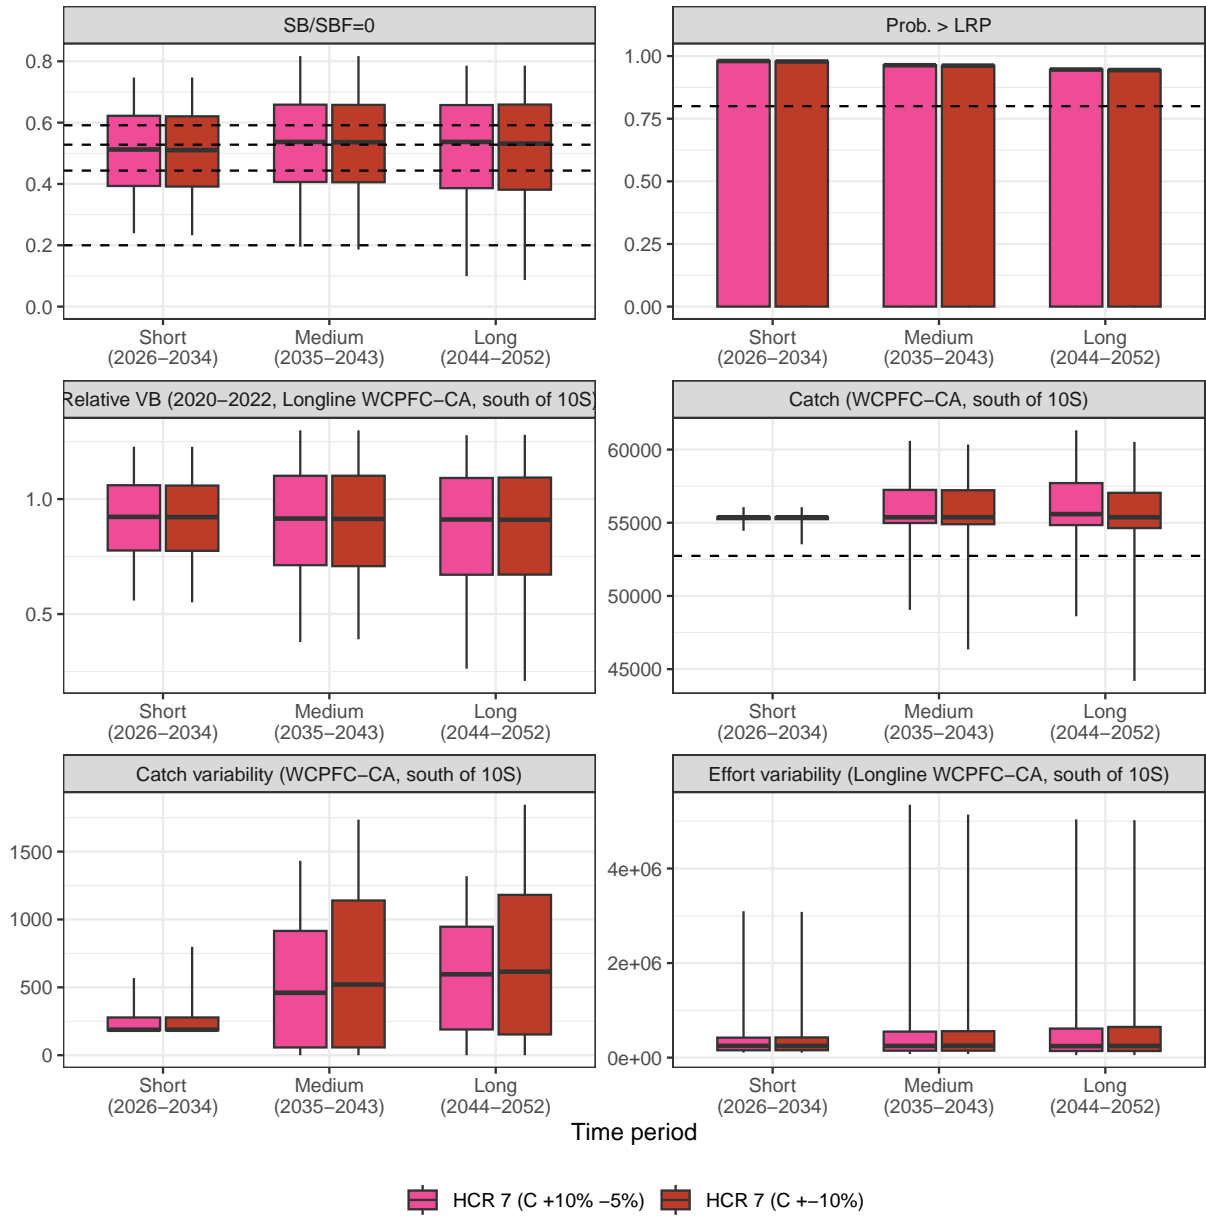 SB/SBF=0
Prob. > LRP
0.8
0.6
0.4
0.2
0.0
1.00
0.75
0.50
0.25
0.00
Short
(2026−2034)
Medium
(2035−2043)
Long
(2044−2052)
Short
(2026−2034)
Medium
(2035−2043)
Long
(2044−2052)
Relative VB (2020−2022, Longline WCPFC−CA, south of 10S)
Catch (WCPFC−CA, south of 10S)
1.0
0.5
60000
55000
50000
45000
Short
(2026−2034)
Medium
(2035−2043)
Long
(2044−2052)
Short
(2026−2034)
Medium
(2035−2043)
Long
(2044−2052)
Catch variability (WCPFC−CA, south of 10S)
Effort variability (Longline WCPFC−CA, south of 10S)
1500
1000
500
0
4e+06
2e+06
0e+00
Short
(2026−2034)
Medium
(2035−2043)
Long
(2044−2052)
Short
(2026−2034)
Medium
(2035−2043)
Long
(2044−2052)
Time period
HCR 7 (C +10% −5%)
HCR 7 (C +−10%)